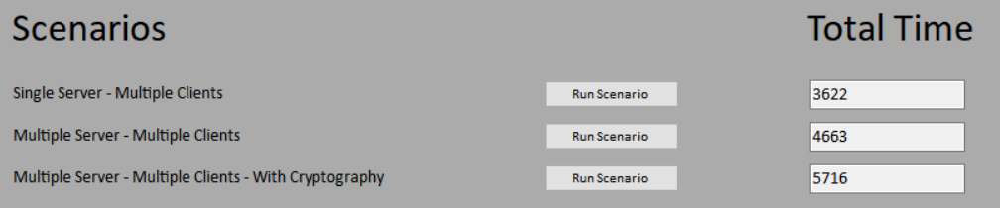 Scenarios Total Time
Single Server - Multiple Clients Run Scenario 3622
Multiple Server - Multiple Clients Run Scenario 4663
Multiple Server - Multiple Clients - With Cryptography Run Scenario 5716